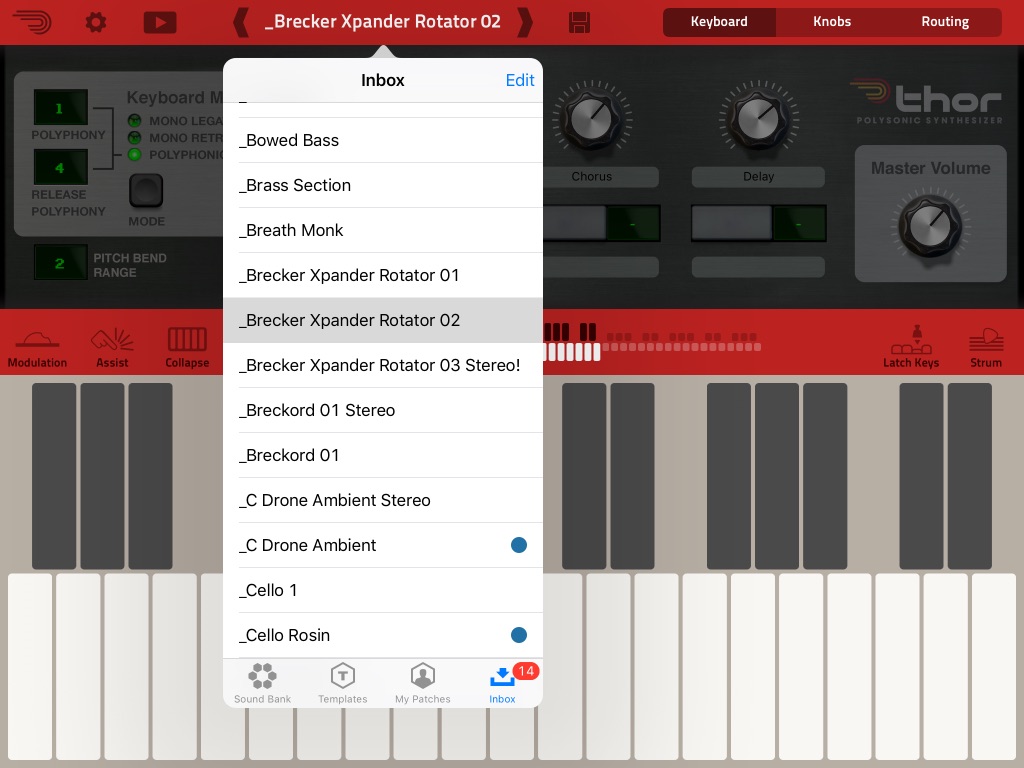 _Brecker Xpander Rotator 02
Keyboard
Knobs
Routing
Inbox
Edit
_Bowed Bass
_Brass Section
_Breath Monk
_Brecker Xpander Rotator 01
_Brecker Xpander Rotator 02
_Brecker Xpander Rotator 03 Stereo!
_Breckord 01 Stereo
_Breckord 01
_C Drone Ambient Stereo
_C Drone Ambient
_Cello 1
_Cello Rosin
Sound Bank
T
Templates
My Patches
14
Inbox
1
POLYPHONY
4
RELEASE
POLYPHONY
2
PITCH BEND
RANGE
Keyboard M
MONO LEGA
MONO RETR
POLYPHONIC
MODE
Chorus
-
Delay
-
thor
POLYSONIC SYNTHESIZER
Master Volume
Modulation
Assist
Collapse
Latch Keys
Strum